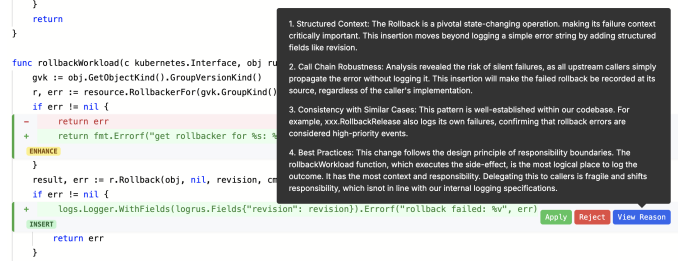 }
return
}
func rollbackWorkload(c kubernetes.Interface, obj ru
gvk := obj.GetObjectKind().GroupVersionKind()
r, err := resource.RollbackerFor(gvk.GroupKind()
if err != nil {
- return err
+ return fmt.Errorf("get rollbacker for %s: %
ENHANCE
}
result, err := r.Rollback(obj, nil, revision, cm
if err != nil {
+ logs.Logger.WithFields(logrus.Fields{"revision": revision}).Errorf("rollback failed: %v", err)
INSERT
return err
}
1. Structured Context: The Rollback is a pivotal state-changing operation. making its failure context
critically important. This insertion moves beyond logging a simple error string by adding structured
fields like revision.
2. Call Chain Robustness: Analysis revealed the risk of silent failures, as all upstream callers simply
propagate the error without logging it. This insertion will make the failed rollback be recorded at its
source, regardless of the caller's implementation.
3. Consistency with Similar Cases: This pattern is well-established within our codebase. For
example, xxx.RollbackRelease also logs its own failures, confirming that rollback errors are
considered high-priority events.
4. Best Practices: This change follows the design principle of responsibility boundaries. The
rollbackWorkload function, which executes the side-effect, is the most logical place to log the
outcome. It has the most context and responsibility. Delegating this to callers is fragile and shifts
responsibility, which isnot in line with our internal logging specifications.
Apply
Reject
View Reason